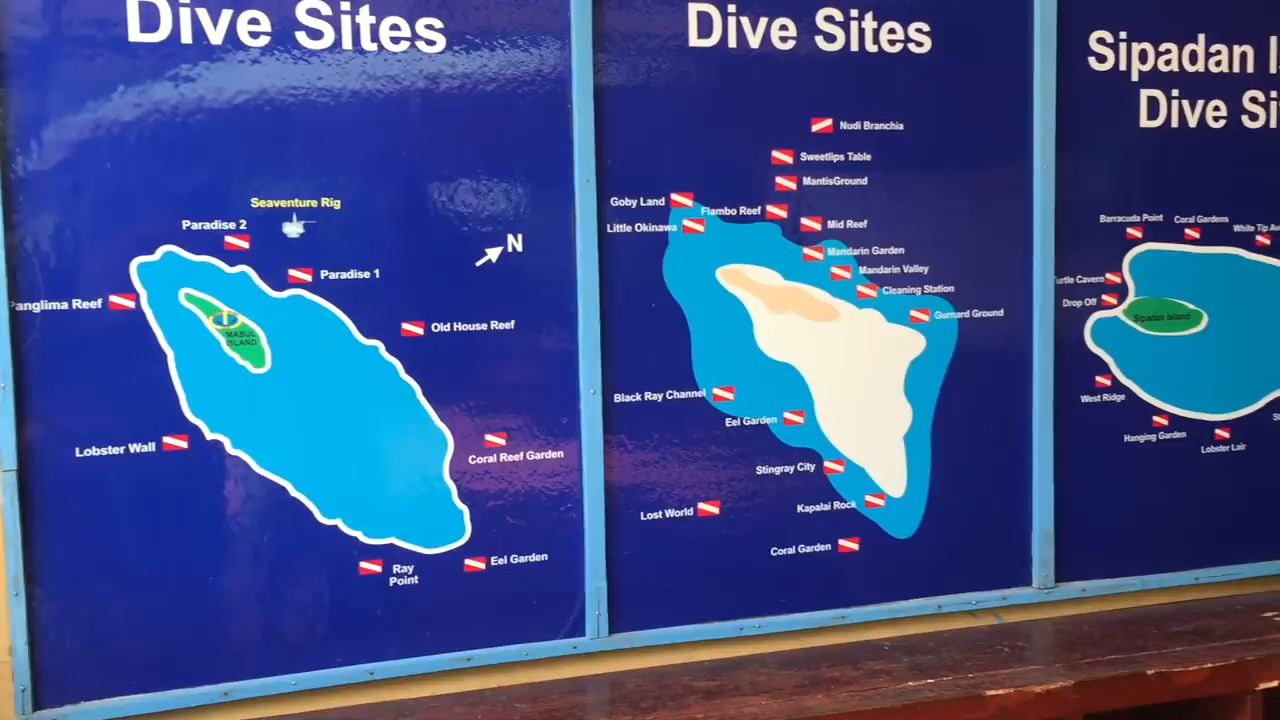 Dive Sites
Seaventure Rig
Paradise 2
N
Paradise 1
Panglima Reef
Old House Reef
MABUL
ISLAND
Lobster Wall
Coral Reef Garden
Ray
Point
Eel Garden
Dive Sites
Nudi Branchia
Sweetlips Table
MantisGround
Goby Land
Flambo Reef
Little Okinawa
Mid Reef
Mandarin Garden
Mandarin Valley
Cleaning Station
Gurnard Ground
Black Ray Channel
Eel Garden
Stingray City
Kapalai Rock
Lost World
Coral Garden
Sipadan
Dive
Barracuda Point
Coral Gardens
White Tip
Turtle Cavern
Drop Off
Sipadan Island
West Ridge
Hanging Garden
Lobster Lair